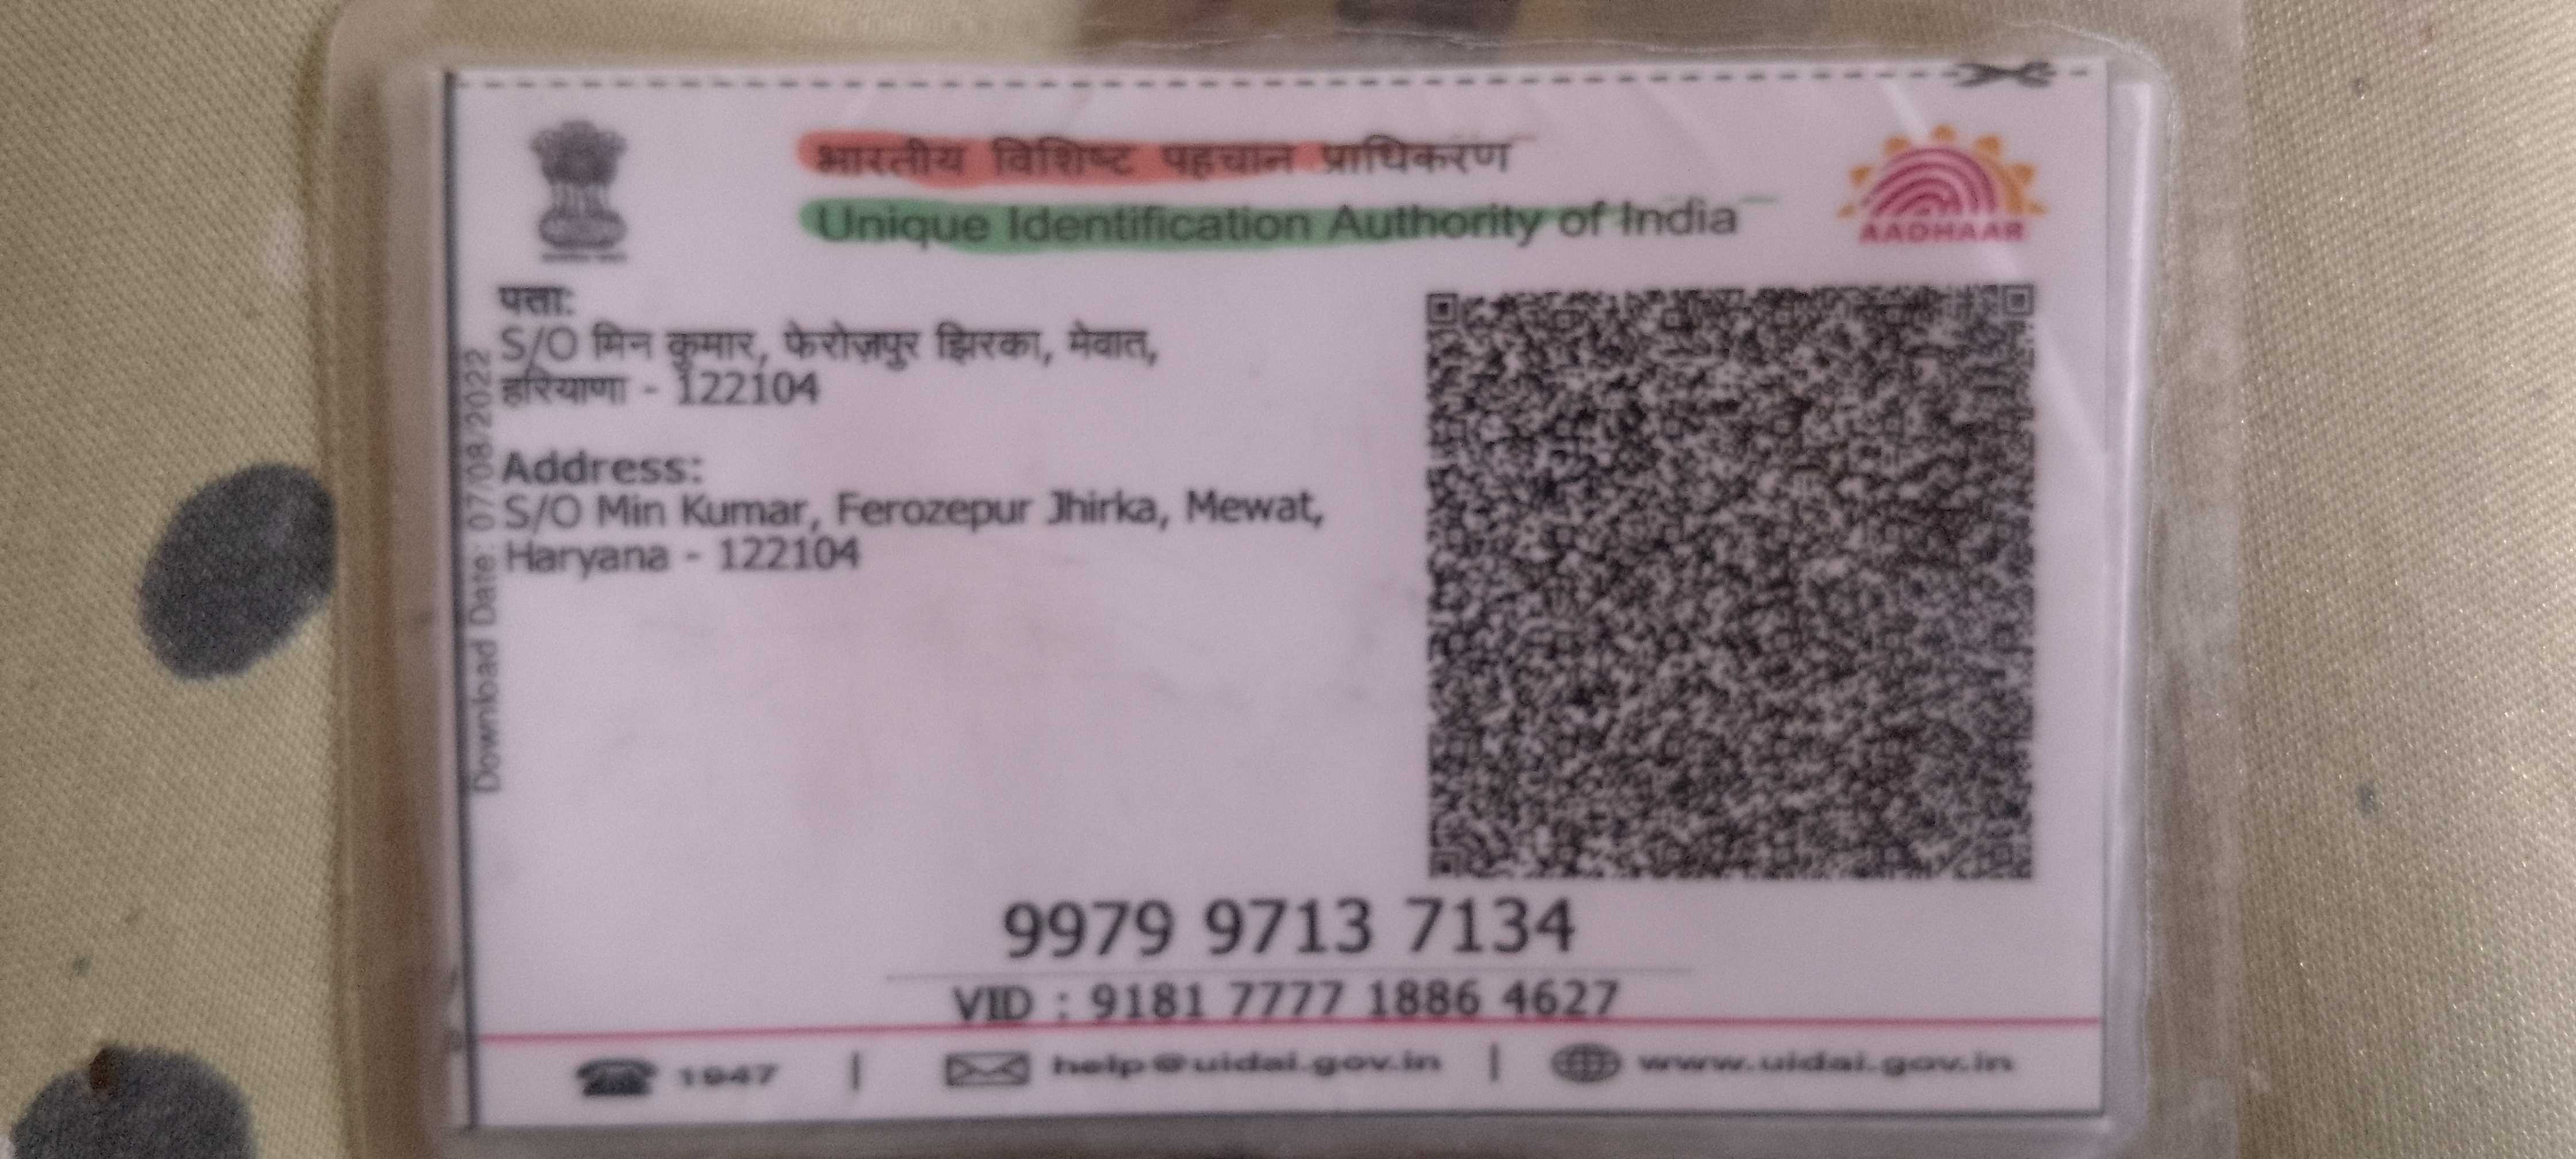 भारतीय विशिष्ट पहचान प्राधिकरण
Unique Identification Authority of India
AADHAAR
पता:
S/O मिन कुमार, फेरोज़पुर झिरका, मेवात,
हरियाणा - 122104
Address:
S/O Min Kumar, Ferozepur Jhirka, Mewat,
Haryana - 122104
Download Date: 07/08/2022
9979 9713 7134
VID : 9181 7777 1886 4627
1947 | help@uidai.gov.in | www.uidai.gov.in